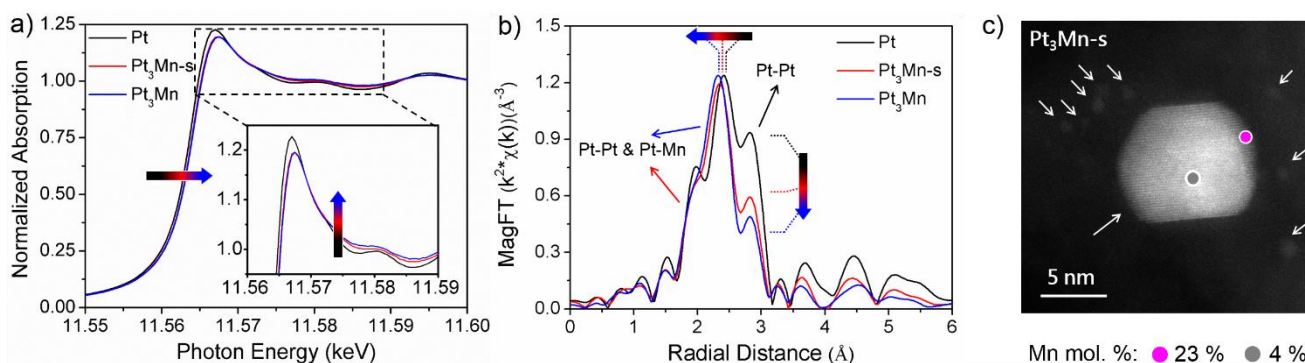 a)
1.25
1.00
0.75
0.50
0.25
0.00
Normalized Absorption
Pt
Pt₃Mn-s
Pt₃Mn
1.2
1.1
1.0
11.56 11.57 11.58 11.59
11.55 11.56 11.57 11.58 11.59 11.60
Photon Energy (keV)
b)
1.5
1.2
0.9
0.6
0.3
0.0
MagFT (k²*χ(k))(Å⁻³)
Pt
Pt₃Mn-s
Pt₃Mn
Pt-Pt
Pt-Pt & Pt-Mn
0 1 2 3 4 5 6
Radial Distance (Å)
c)
Pt₃Mn-s
5 nm
Mn mol. %: 23 % 4 %